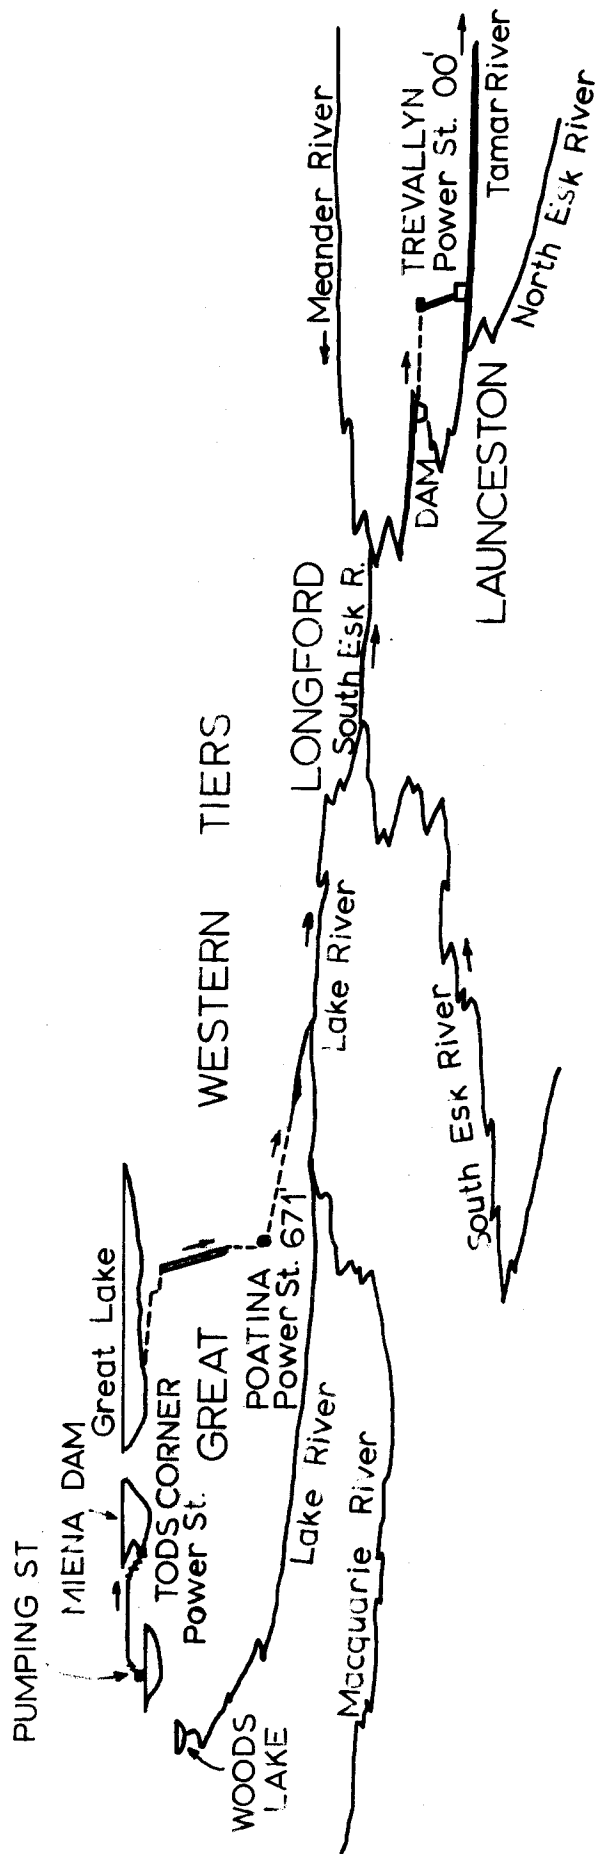 PUMPING ST
MIENA DAM
Great Lake
TODS CORNER
Power St.
WOODS
LAKE
GREAT WESTERN TIERS
POATINA
Power St. 671'
Lake River
Macquarie River
Lake River
South Esk River
LONGFORD
South Esk R.
Meander River
DAM
LAUNCESTON
TREVALLYN
Power St. 00'
Tamar River
North Esk River